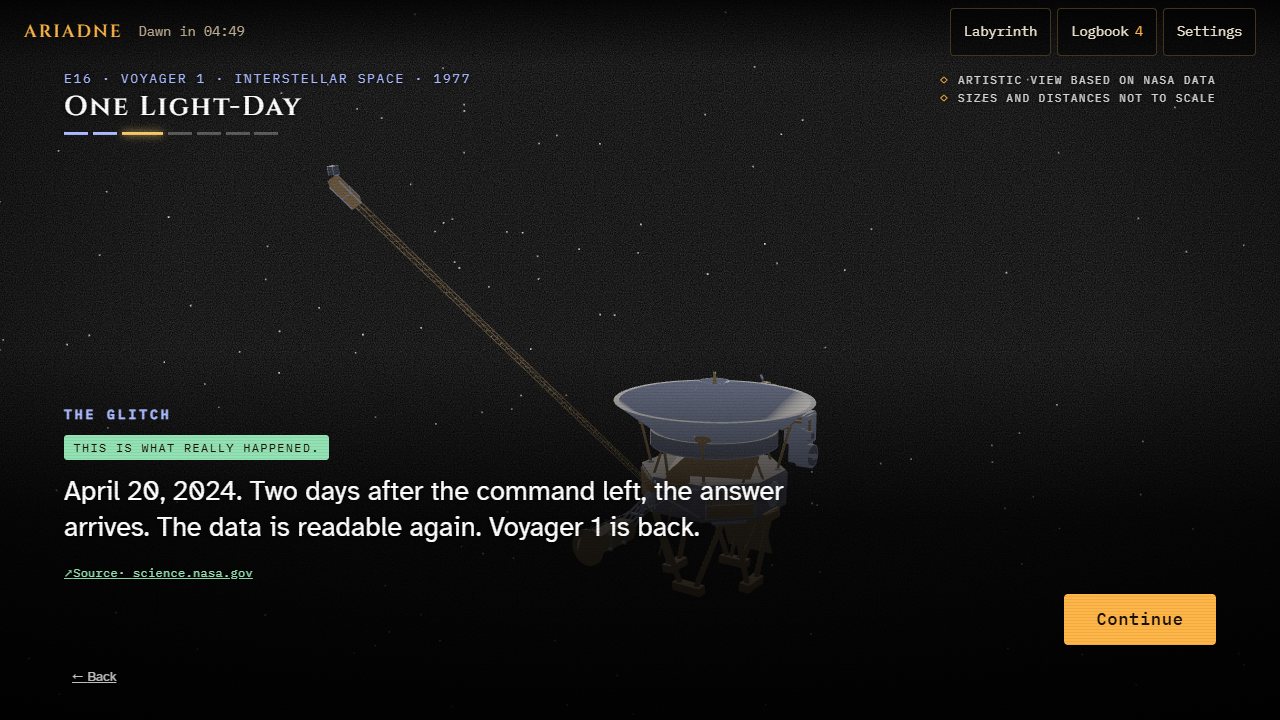 ARIADNE Dawn in 04:49 Labyrinth Logbook 4 Settings
E16 · VOYAGER 1 · INTERSTELLAR SPACE · 1977
One Light-Day
◇ ARTISTIC VIEW BASED ON NASA DATA
◇ SIZES AND DISTANCES NOT TO SCALE
THE GLITCH
THIS IS WHAT REALLY HAPPENED.
April 20, 2024. Two days after the command left, the answer
arrives. The data is readable again. Voyager 1 is back.
↗Source· science.nasa.gov
Continue
← Back